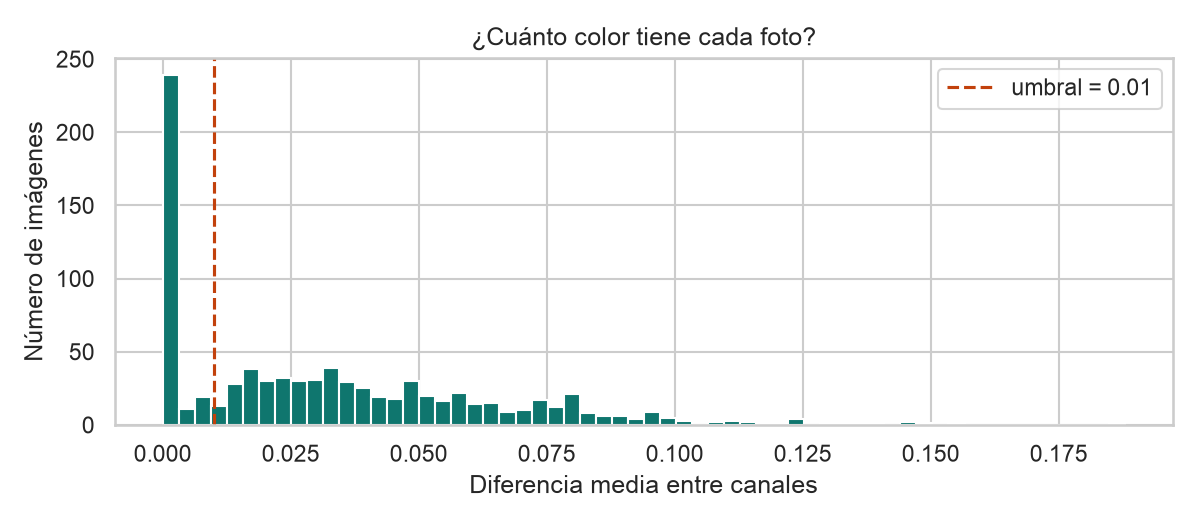 ¿Cuánto color tiene cada foto?
250
200
150
100
50
0
Número de imágenes
umbral = 0.01
0.000 0.025 0.050 0.075 0.100 0.125 0.150 0.175
Diferencia media entre canales